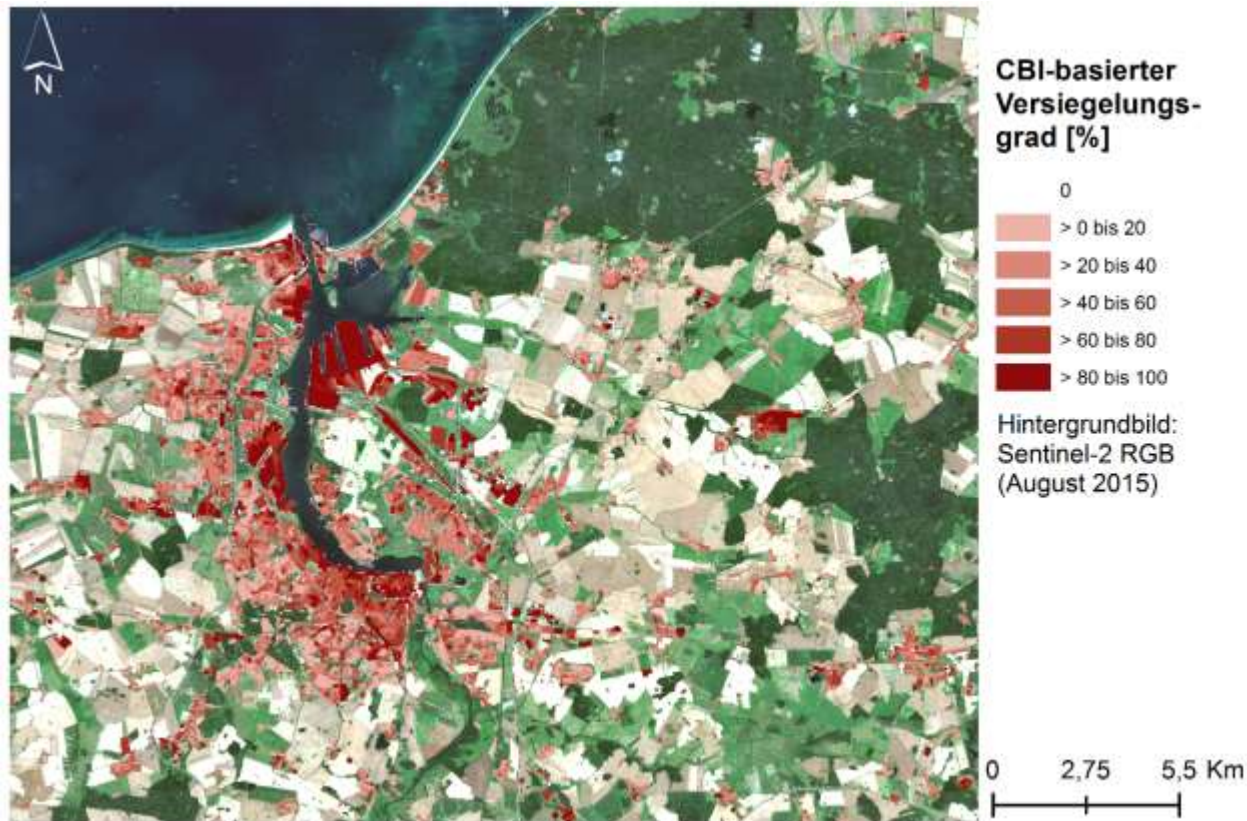 N
CBI-basierter
Versiegelungs-
grad [%]
0
> 0 bis 20
> 20 bis 40
> 40 bis 60
> 60 bis 80
> 80 bis 100
Hintergrundbild:
Sentinel-2 RGB
(August 2015)
0 2,75 5,5 Km